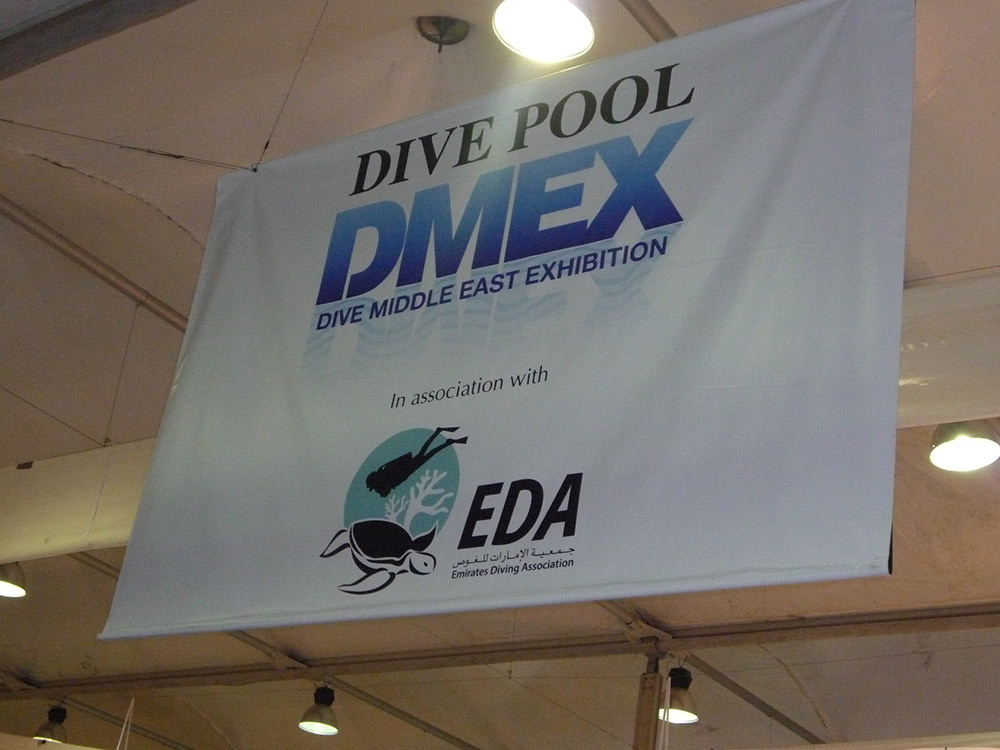 DIVE POOL
DMEX
DIVE MIDDLE EAST EXHIBITION
In association with
EDA
جمعية الإمارات للغوص
Emirates Diving Association